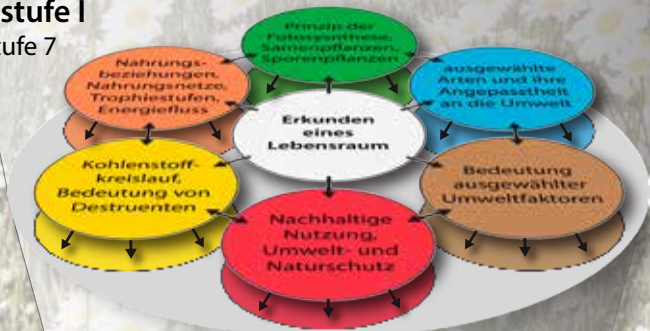 stufe I
tufe 7
Prinzip der
Fotosynthese,
Samenpflanzen,
Sporenpflanzen
Nahrungs-
beziehungen,
Nahrungsnetze,
Trophiestufen,
Energiefluss
ausgewählte
Arten und ihre
Angepasstheit
an die Umwelt
Erkunden
eines
Lebensraum
Kohlenstoff-
kreislauf,
Bedeutung von
Destruenten
Bedeutung
ausgewählter
Umweltfaktoren
Nachhaltige
Nutzung,
Umwelt- und
Naturschutz